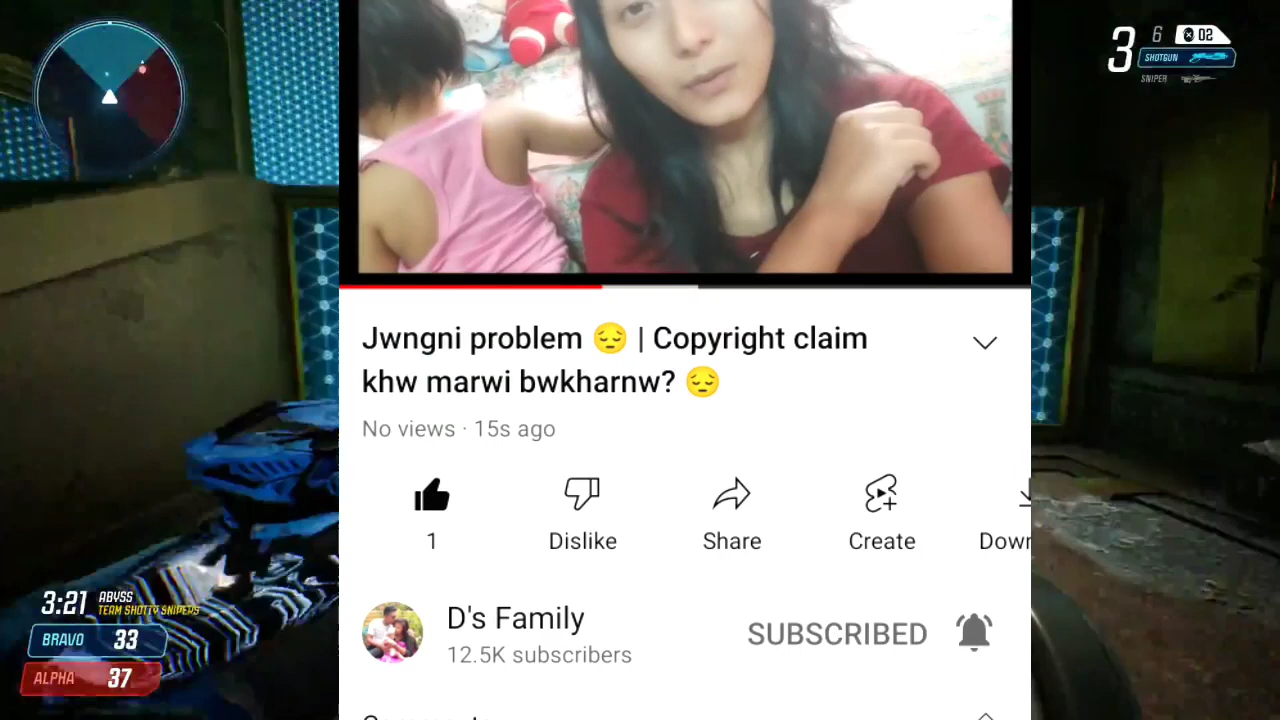 3 6 02
SHOTGUN
SNIPER
Jwngni problem 😔 | Copyright claim
khw marwi bwkharnw? 😔
No views · 15s ago
1 Dislike Share Create Down
D's Family
12.5K subscribers
SUBSCRIBED
3:21 ABYSS
TEAM SHOTTY SNIPERS
BRAVO 33
ALPHA 37